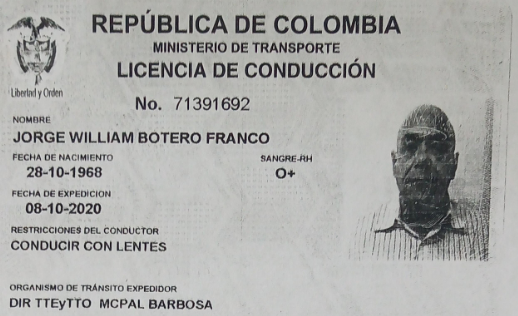 REPÚBLICA DE COLOMBIA
MINISTERIO DE TRANSPORTE
LICENCIA DE CONDUCCIÓN
Libertad y Orden
No. 71391692
NOMBRE
JORGE WILLIAM BOTERO FRANCO
FECHA DE NACIMIENTO SANGRE-RH
28-10-1968 O+
FECHA DE EXPEDICION
08-10-2020
RESTRICCIONES DEL CONDUCTOR
CONDUCIR CON LENTES
ORGANISMO DE TRÁNSITO EXPEDIDOR
DIR TTEyTTO MCPAL BARBOSA